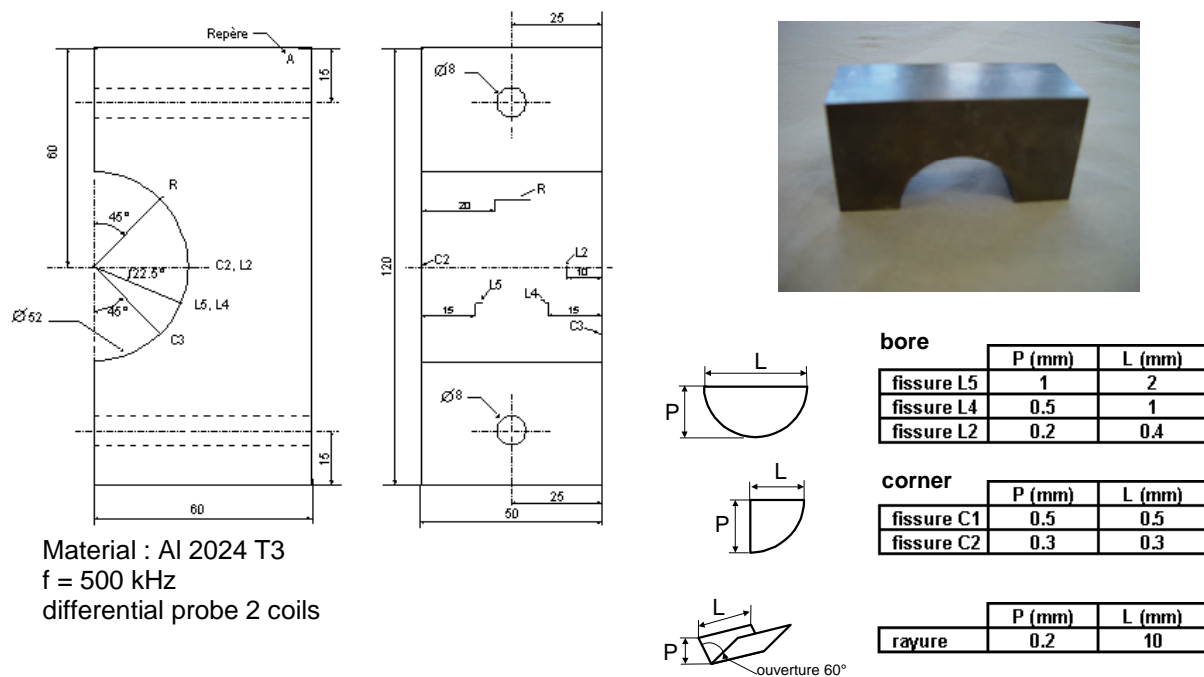 Repère
A
15
60
R
45°
C2, L2
22.5°
L5, L4
45°
Ø 52
C3
15
60
25
Ø8
R
20
120
C2
L2
10
L5
L4
15
15
C3
Ø8
25
50
Material : Al 2024 T3
f = 500 kHz
differential probe 2 coils
bore
L
P
P (mm) L (mm)
fissure L5 1 2
fissure L4 0.5 1
fissure L2 0.2 0.4
corner
L
P
P (mm) L (mm)
fissure C1 0.5 0.5
fissure C2 0.3 0.3
L
P
ouverture 60°
P (mm) L (mm)
rayure 0.2 10